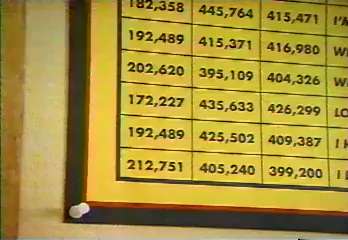 182,358 445,764 415,471 I'M
192,489 415,371 416,980
202,620 395,109 404,326
172,227 435,633 426,299 LO
192,489 425,502 409,387 I
212,751 405,240 399,200 I